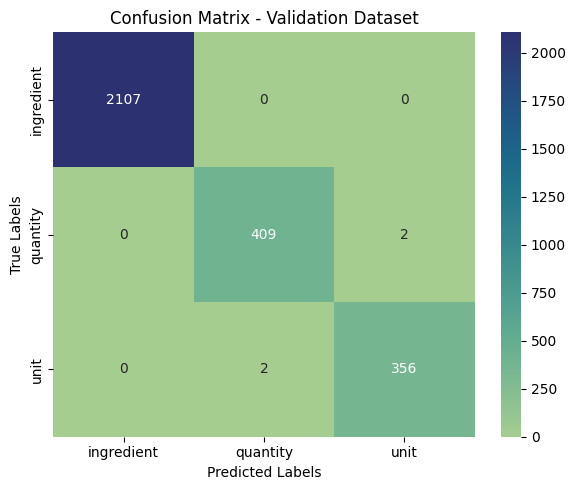 Confusion Matrix - Validation Dataset
True Labels
ingredient
quantity
unit
2107 0 0
0 409 2
0 2 356
ingredient quantity unit
Predicted Labels
2000
1750
1500
1250
1000
750
500
250
0